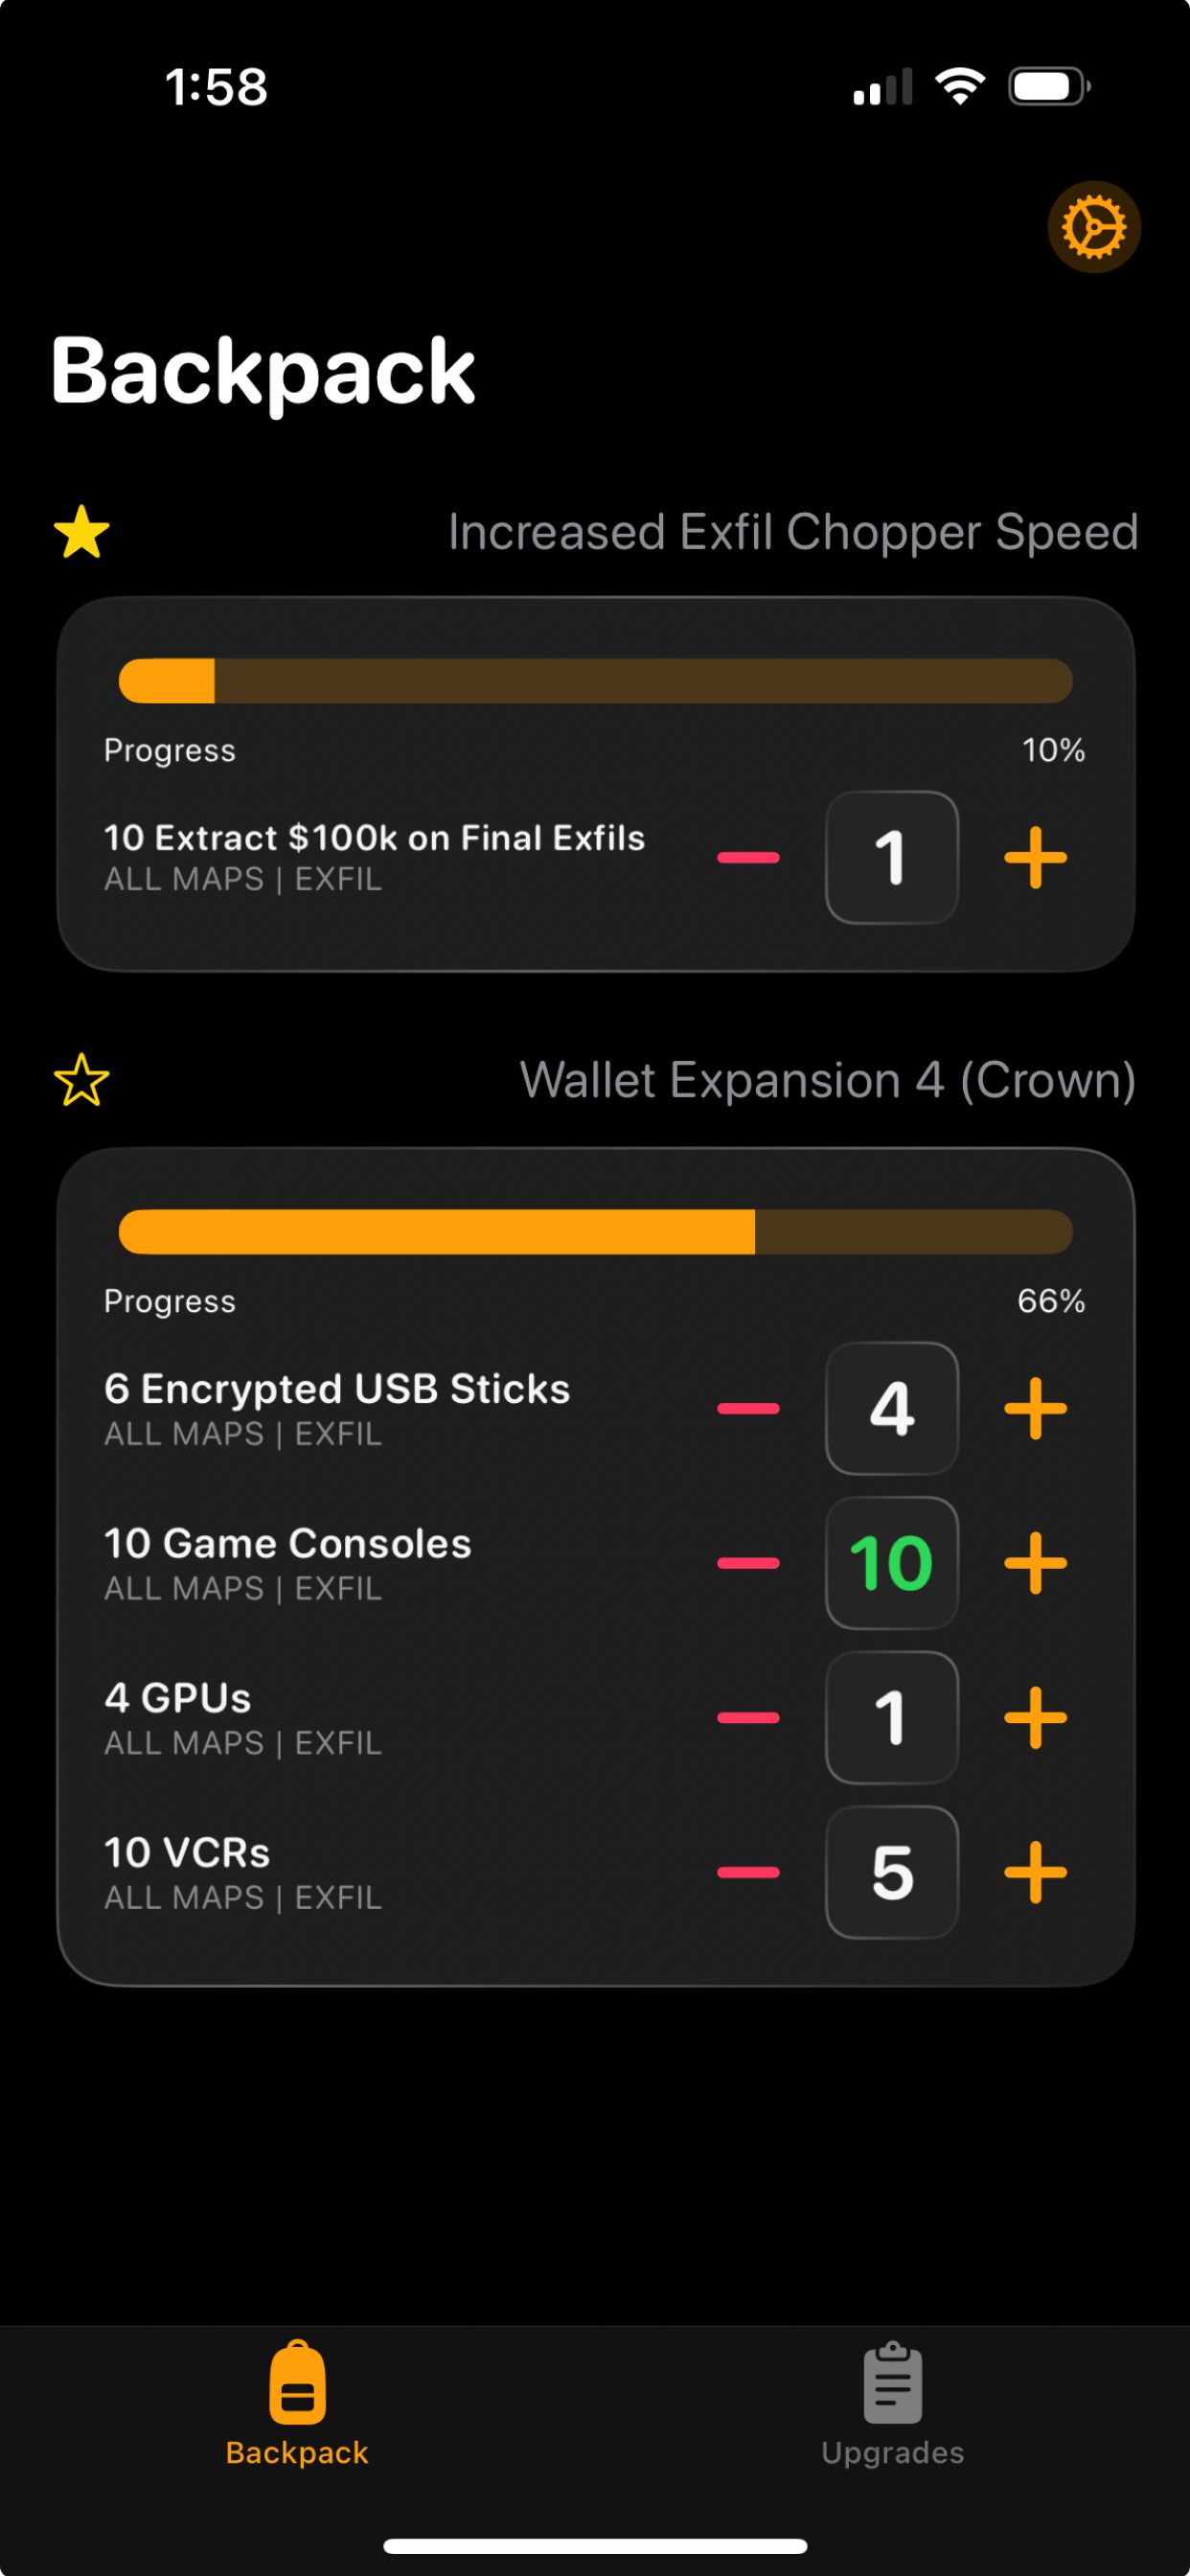 1:58
Backpack
Increased Exfil Chopper Speed
Progress 10%
10 Extract $100k on Final Exfils
ALL MAPS | EXFIL
1
Wallet Expansion 4 (Crown)
Progress 66%
6 Encrypted USB Sticks
ALL MAPS | EXFIL
4
10 Game Consoles
ALL MAPS | EXFIL
10
4 GPUs
ALL MAPS | EXFIL
1
10 VCRs
ALL MAPS | EXFIL
5
Backpack Upgrades